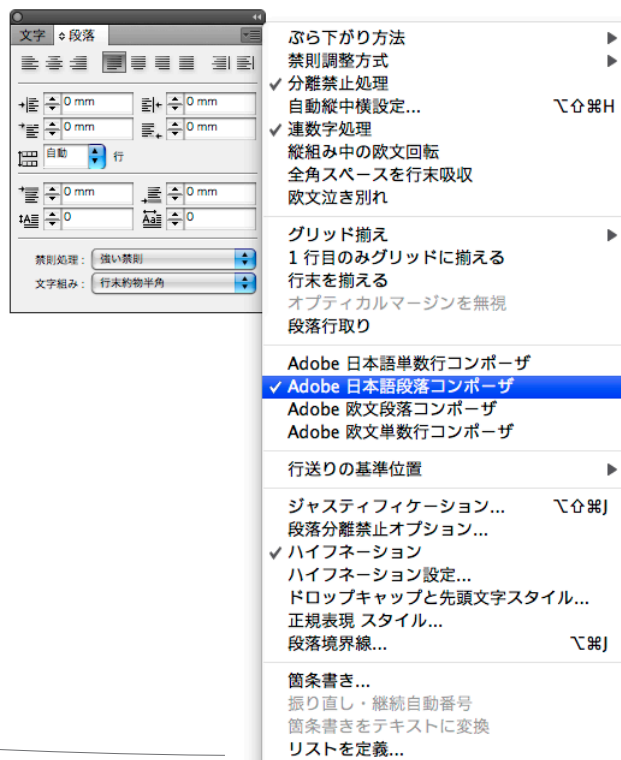 文字 段落
0 mm 0 mm
0 mm 0 mm
自動 行
0 mm 0 mm
0 0
禁則処理: 強い禁則
文字組み: 行末約物半角
ぶら下がり方法
禁則調整方式
✓ 分離禁止処理
自動縦中横設定... ⌥⇧⌘H
✓ 連数字処理
縦組み中の欧文回転
全角スペースを行末吸収
欧文泣き別れ
グリッド揃え
1 行目のみグリッドに揃える
行末を揃える
オプティカルマージンを無視
段落行取り
Adobe 日本語単数行コンポーザ
✓ Adobe 日本語段落コンポーザ
Adobe 欧文段落コンポーザ
Adobe 欧文単数行コンポーザ
行送りの基準位置
ジャスティフィケーション... ⌥⇧⌘J
段落分離禁止オプション...
✓ ハイフネーション
ハイフネーション設定...
ドロップキャップと先頭文字スタイル...
正規表現 スタイル...
段落境界線... ⌥⌘J
箇条書き...
振り直し・継続自動番号
箇条書きをテキストに変換
リストを定義...